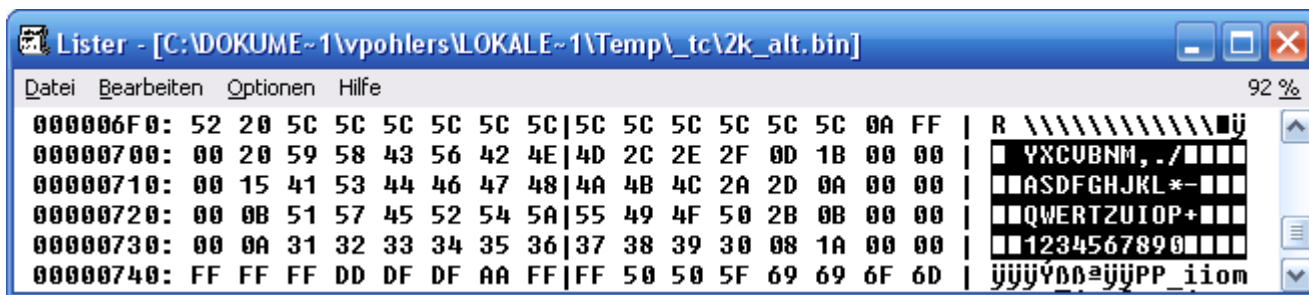 Lister - [C:\DOKUME~1\vpohlers\LOKALE~1\Temp\_tc\2k_alt.bin]
Datei Bearbeiten Optionen Hilfe 92 %
000006F0: 52 20 5C 5C 5C 5C 5C 5C|5C 5C 5C 5C 5C 5C 0A FF | R \\\\\\\\\\\\■ÿ
00000700: 00 20 59 58 43 56 42 4E|4D 2C 2E 2F 0D 1B 00 00 | ■ YXCVBNM,./■■■■
00000710: 00 15 41 53 44 46 47 48|4A 4B 4C 2A 2D 0A 00 00 | ■■ASDFGHJKL*-■■■
00000720: 00 0B 51 57 45 52 54 5A|55 49 4F 50 2B 0B 00 00 | ■■QWERTZUIOP+■■■
00000730: 00 0A 31 32 33 34 35 36|37 38 39 30 08 1A 00 00 | ■■1234567890■■■■
00000740: FF FF FF DD DF DF AA FF|FF 50 50 5F 69 69 6F 6D | ÿÿÿÝßßªÿÿPP_iiom